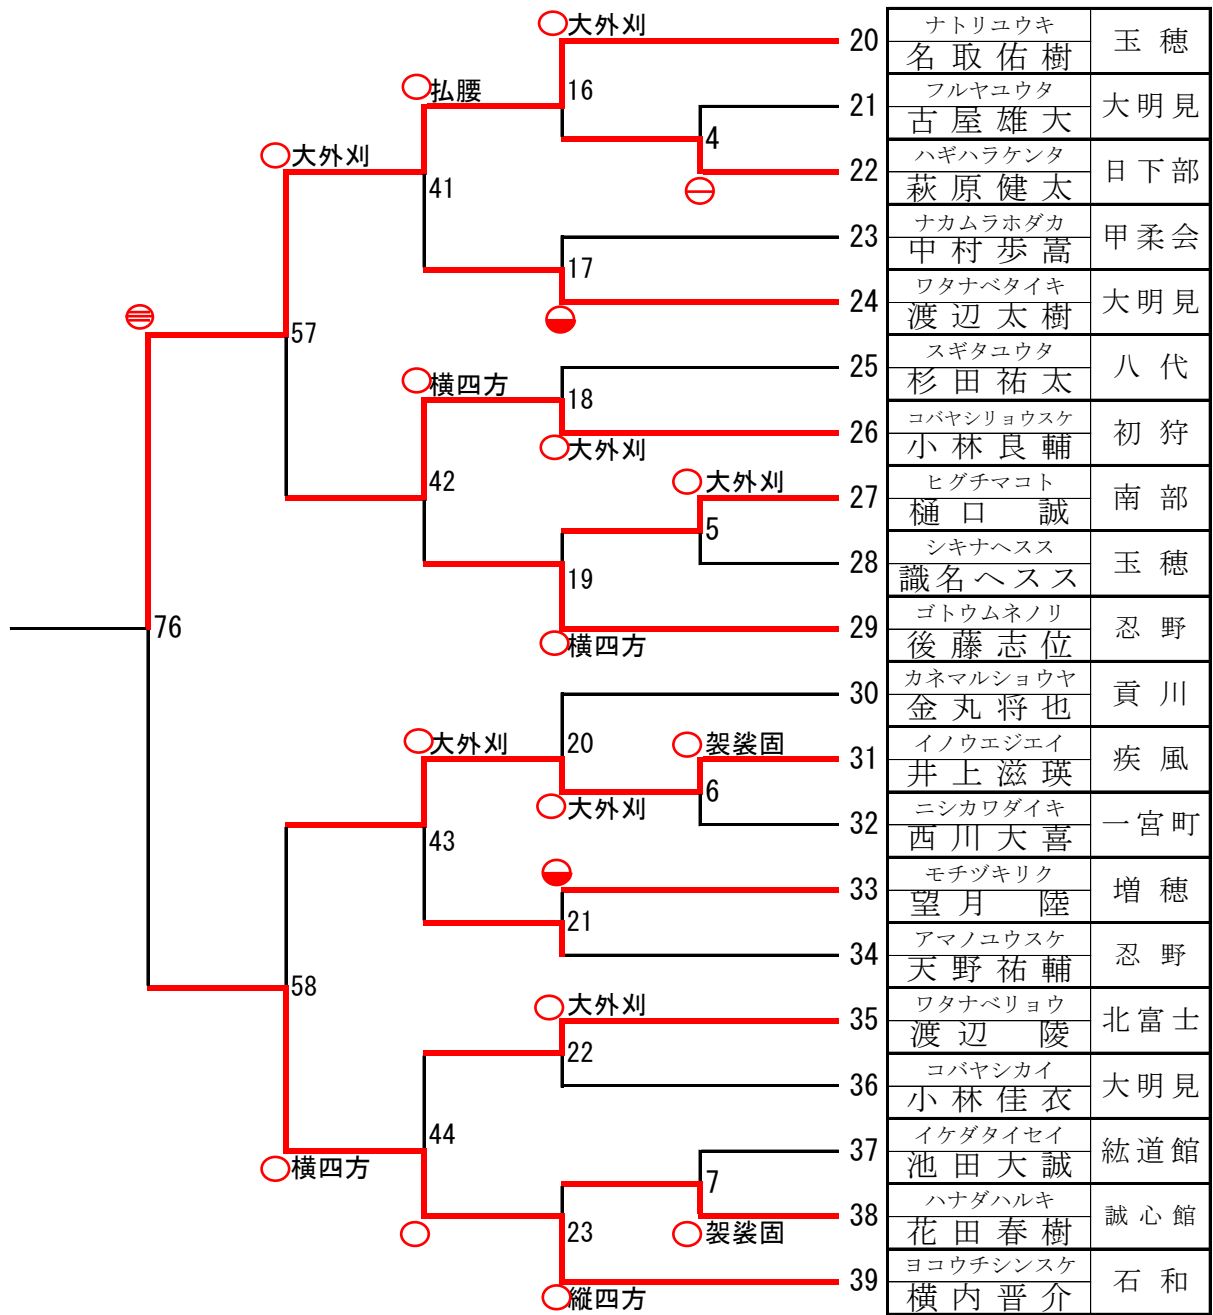 大外刈
ナトリユウキ
20 名取佑樹 玉穂
払腰 16
フルヤユウタ
21 古屋雄大 大明見
4
大外刈
ハギハラケンタ
22 萩原健太 日下部
41
ナカムラホダカ
23 中村歩嵩 甲柔会
17
ワタナベタイキ
24 渡辺太樹 大明見
57
スギタユウタ
25 杉田祐太 八代
横四方 18
コバヤシリョウスケ
26 小林良輔 初狩
大外刈
大外刈
42
ヒグチマコト
27 樋口誠 南部
5
シキナヘスス
28 識名ヘスス 玉穂
19
ゴトウムネノリ
29 後藤志位 忍野
76
横四方
カネマルショウヤ
30 金丸将也 貢川
大外刈 20 袈裟固
イノウエジエイ
31 井上滋瑛 疾風
6
大外刈
ニシカワダイキ
32 西川大喜 一宮町
43
モチヅキリク
33 望月陸 増穂
21
アマノユウスケ
34 天野祐輔 忍野
58
大外刈
ワタナベリョウ
35 渡辺陵 北富士
22
コバヤシカイ
36 小林佳衣 大明見
44
イケダタイセイ
37 池田大誠 紘道館
横四方
7
ハナダハルキ
38 花田春樹 誠心館
23 袈裟固
ヨコウチシンスケ
39 横内晋介 石和
縦四方